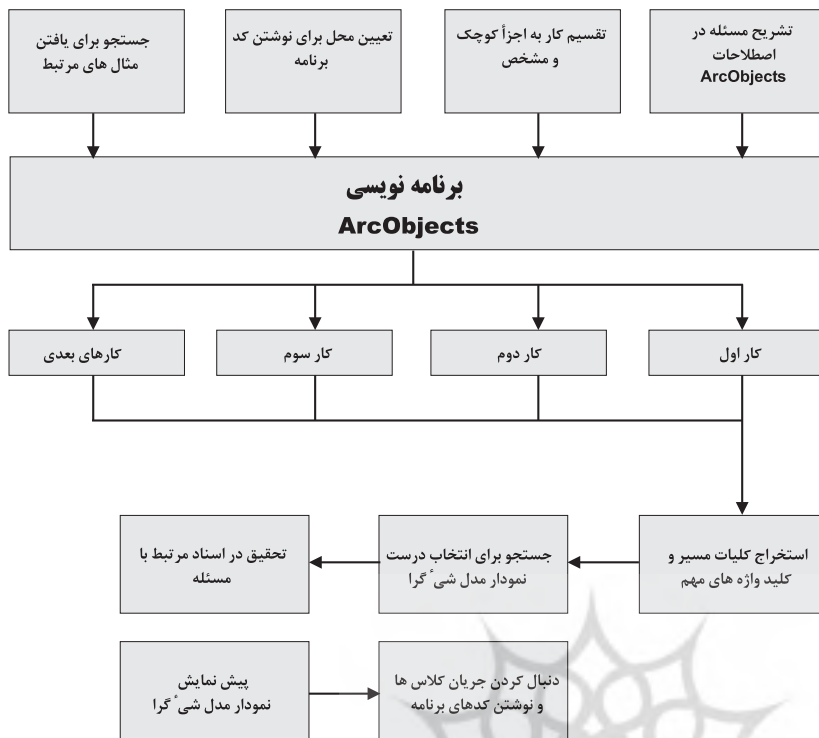 تشریح مسئله در
اصطلاحات
ArcObjects
تقسیم کار به اجزأ کوچک
و مشخص
تعیین محل برای نوشتن کد
برنامه
جستجو برای یافتن
مثال های مرتبط
برنامه نویسی
ArcObjects
کار اول
کار دوم
کار سوم
کارهای بعدی
استخراج کلیات مسیر و
کلید واژه های مهم
جستجو برای انتخاب درست
نمودار مدل شیٔ گرا
تحقیق در اسناد مرتبط با
مسئله
پیش نمایش
نمودار مدل شیٔ گرا
دنبال کردن جریان کلاس ها
و نوشتن کدهای برنامه